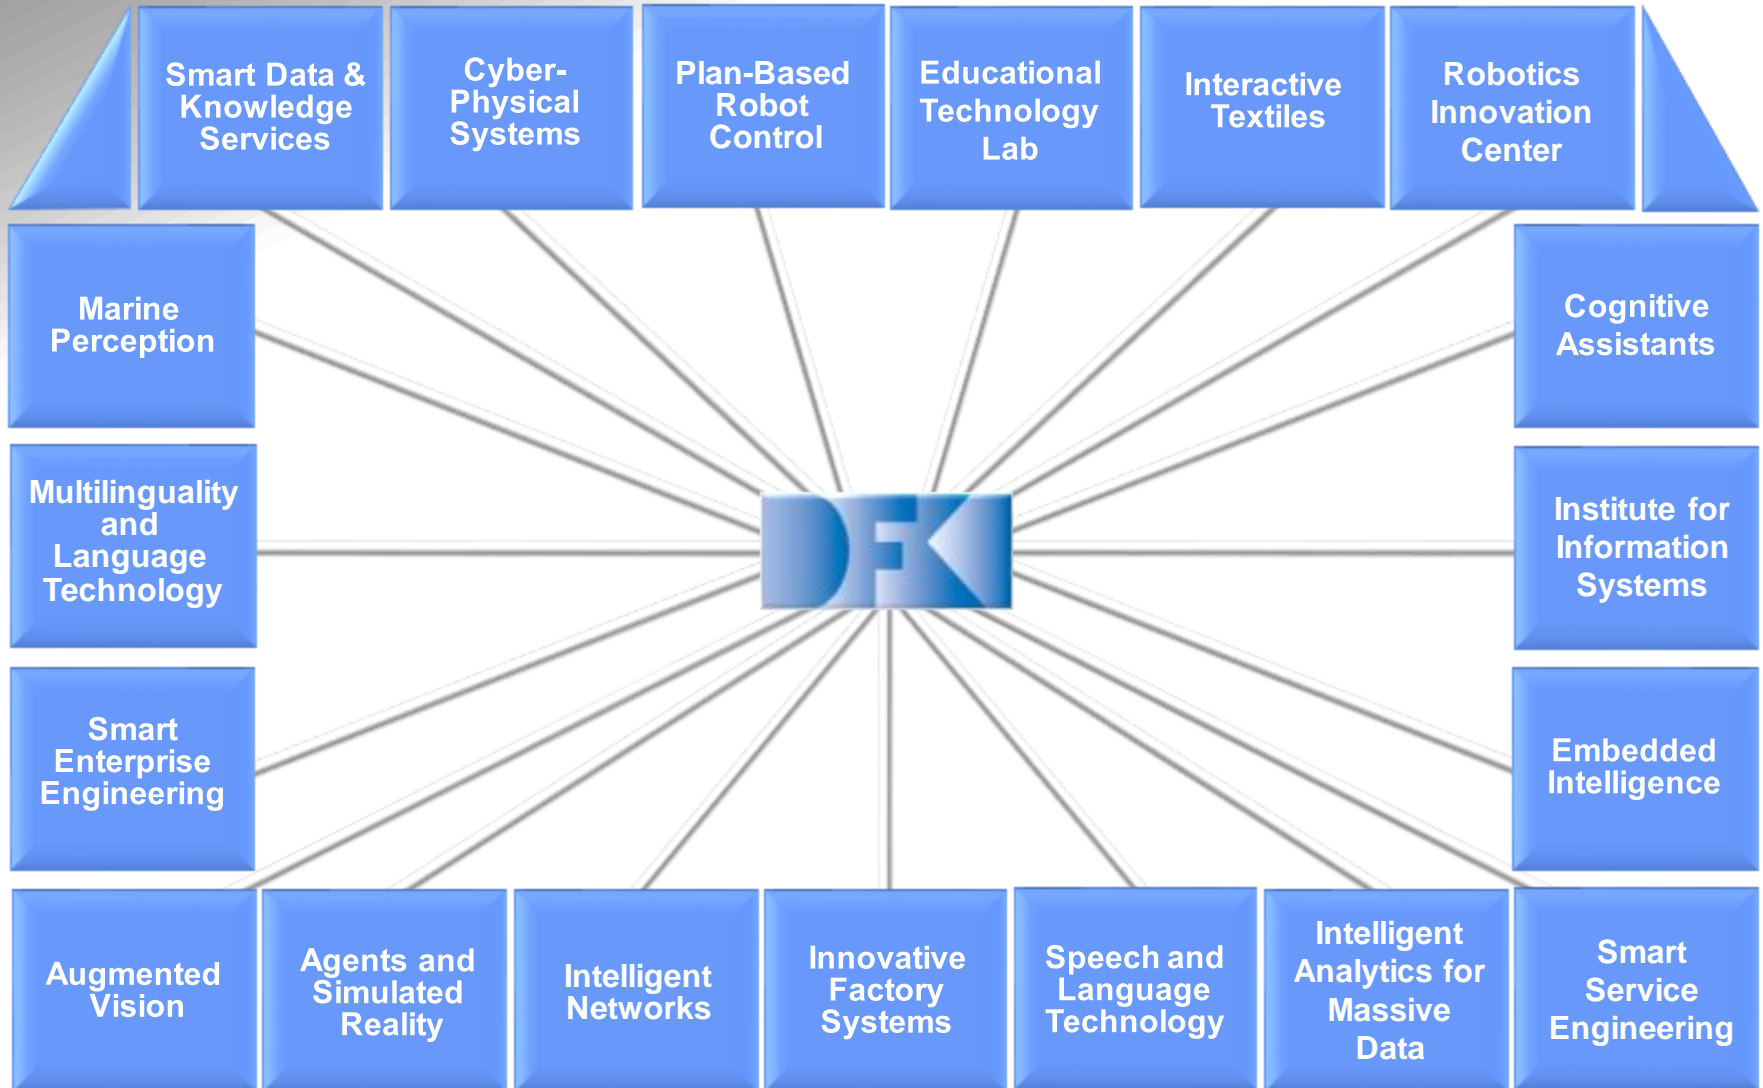 Smart Data &
Knowledge
Services
Cyber-
Physical
Systems
Plan-Based
Robot
Control
Educational
Technology
Lab
Interactive
Textiles
Robotics
Innovation
Center
Marine
Perception
Cognitive
Assistants
Multilinguality
and
Language
Technology
DFK
Institute for
Information
Systems
Smart
Enterprise
Engineering
Embedded
Intelligence
Augmented
Vision
Agents and
Simulated
Reality
Intelligent
Networks
Innovative
Factory
Systems
Speech and
Language
Technology
Intelligent
Analytics for
Massive
Data
Smart
Service
Engineering